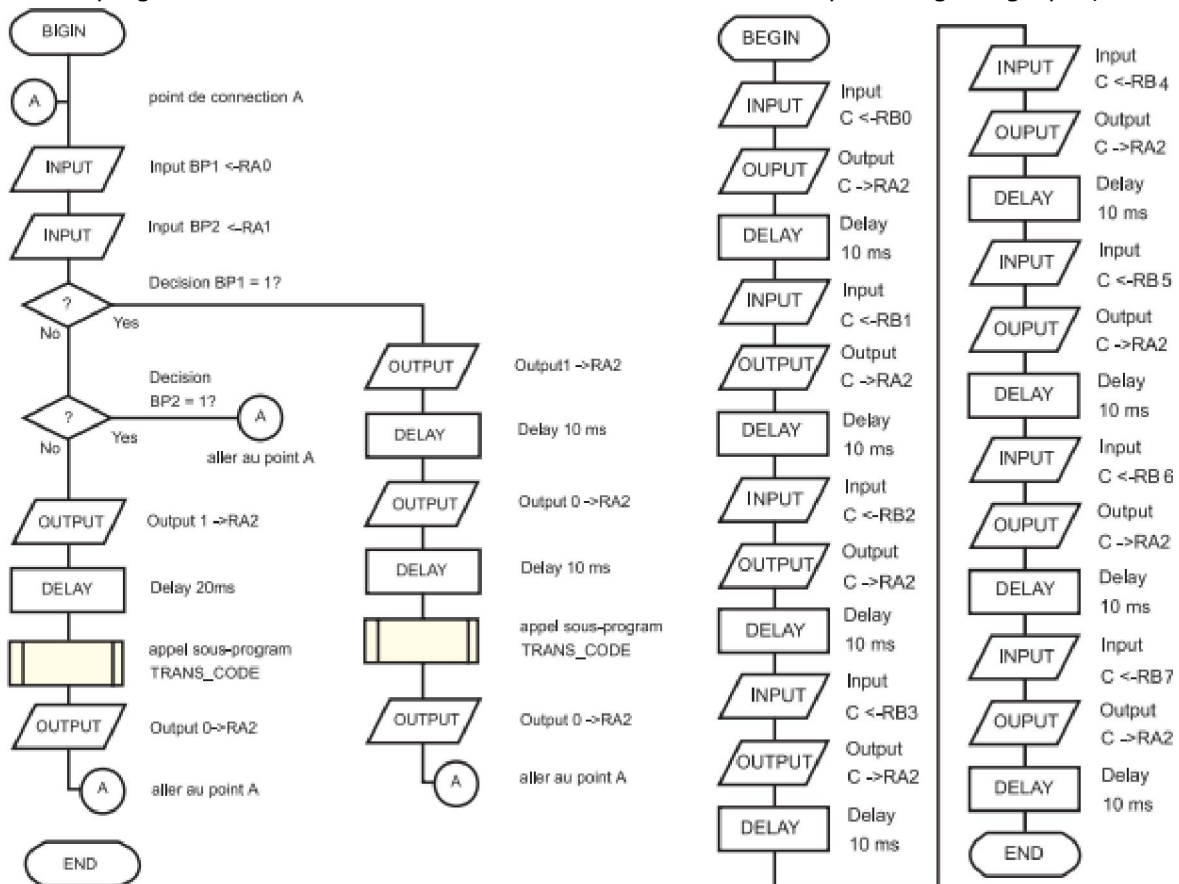 BIGIN
A
point de connection A
INPUT
Input BP1 <-RA0
INPUT
Input BP2 <-RA1
Decision BP1 = 1?
?
No
Yes
Decision
BP2 = 1?
?
A
No
Yes
aller au point A
OUTPUT
Output 1 ->RA2
DELAY
Delay 20ms
appel sous-program
TRANS_CODE
OUTPUT
Output 0->RA2
A
aller au point A
END
OUTPUT
Output1 ->RA2
DELAY
Delay 10 ms
OUTPUT
Output 0 ->RA2
DELAY
Delay 10 ms
appel sous-program
TRANS_CODE
OUTPUT
Output 0 ->RA2
A
aller au point A
BEGIN
INPUT
Input
C <-RB0
OUPUT
Output
C ->RA2
DELAY
Delay
10 ms
INPUT
Input
C <-RB1
OUTPUT
Output
C ->RA2
DELAY
Delay
10 ms
INPUT
Input
C <-RB2
OUTPUT
Output
C ->RA2
DELAY
Delay
10 ms
INPUT
Input
C <-RB3
OUTPUT
Output
C ->RA2
DELAY
Delay
10 ms
INPUT
Input
C <-RB4
OUPUT
Output
C ->RA2
DELAY
Delay
10 ms
INPUT
Input
C <-RB5
OUPUT
Output
C ->RA2
DELAY
Delay
10 ms
INPUT
Input
C <-RB6
OUPUT
Output
C ->RA2
DELAY
Delay
10 ms
INPUT
Input
C <-RB7
OUPUT
Output
C ->RA2
DELAY
Delay
10 ms
END